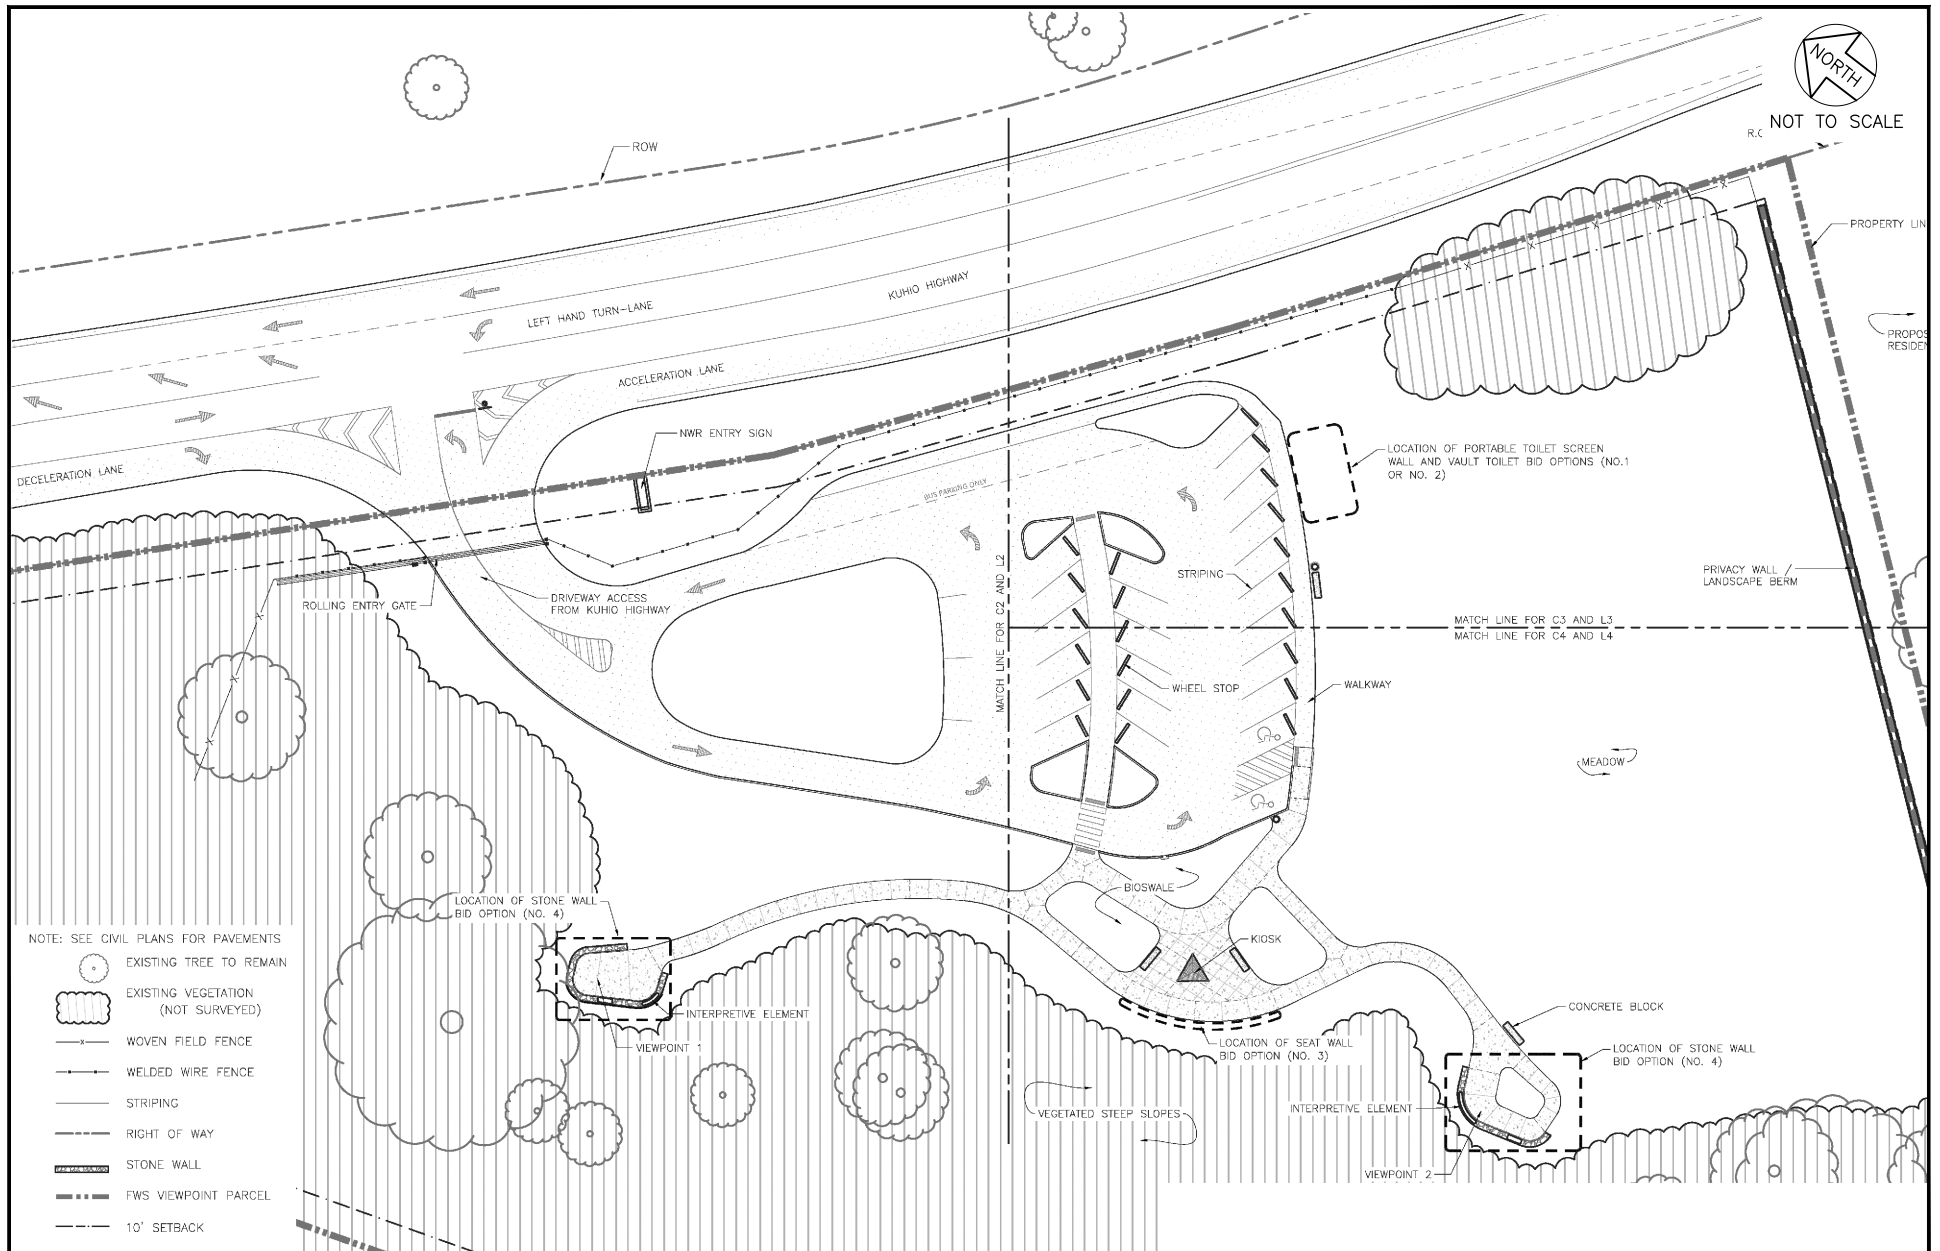 NORTH
NOT TO SCALE
ROW
PROPERTY LIN
KUHIO HIGHWAY
LEFT HAND TURN-LANE
ACCELERATION LANE
PROPOS
RESIDEN
NWR ENTRY SIGN
DECELERATION LANE
LOCATION OF PORTABLE TOILET SCREEN
WALL AND VAULT TOILET BID OPTIONS (NO.1
OR NO. 2)
BUS PARKING ONLY
STRIPING
PRIVACY WALL /
LANDSCAPE BERM
ROLLING ENTRY GATE
DRIVEWAY ACCESS
FROM KUHIO HIGHWAY
MATCH LINE FOR C2 AND L2
MATCH LINE FOR C3 AND L3
MATCH LINE FOR C4 AND L4
WHEEL STOP
WALKWAY
MEADOW
BIOSWALE
LOCATION OF STONE WALL
BID OPTION (NO. 4)
KIOSK
INTERPRETIVE ELEMENT
VIEWPOINT 1
CONCRETE BLOCK
LOCATION OF SEAT WALL
BID OPTION (NO. 3)
LOCATION OF STONE WALL
BID OPTION (NO. 4)
VEGETATED STEEP SLOPES
INTERPRETIVE ELEMENT
VIEWPOINT 2
NOTE: SEE CIVIL PLANS FOR PAVEMENTS
EXISTING TREE TO REMAIN
EXISTING VEGETATION
(NOT SURVEYED)
WOVEN FIELD FENCE
WELDED WIRE FENCE
STRIPING
RIGHT OF WAY
STONE WALL
FWS VIEWPOINT PARCEL
10' SETBACK